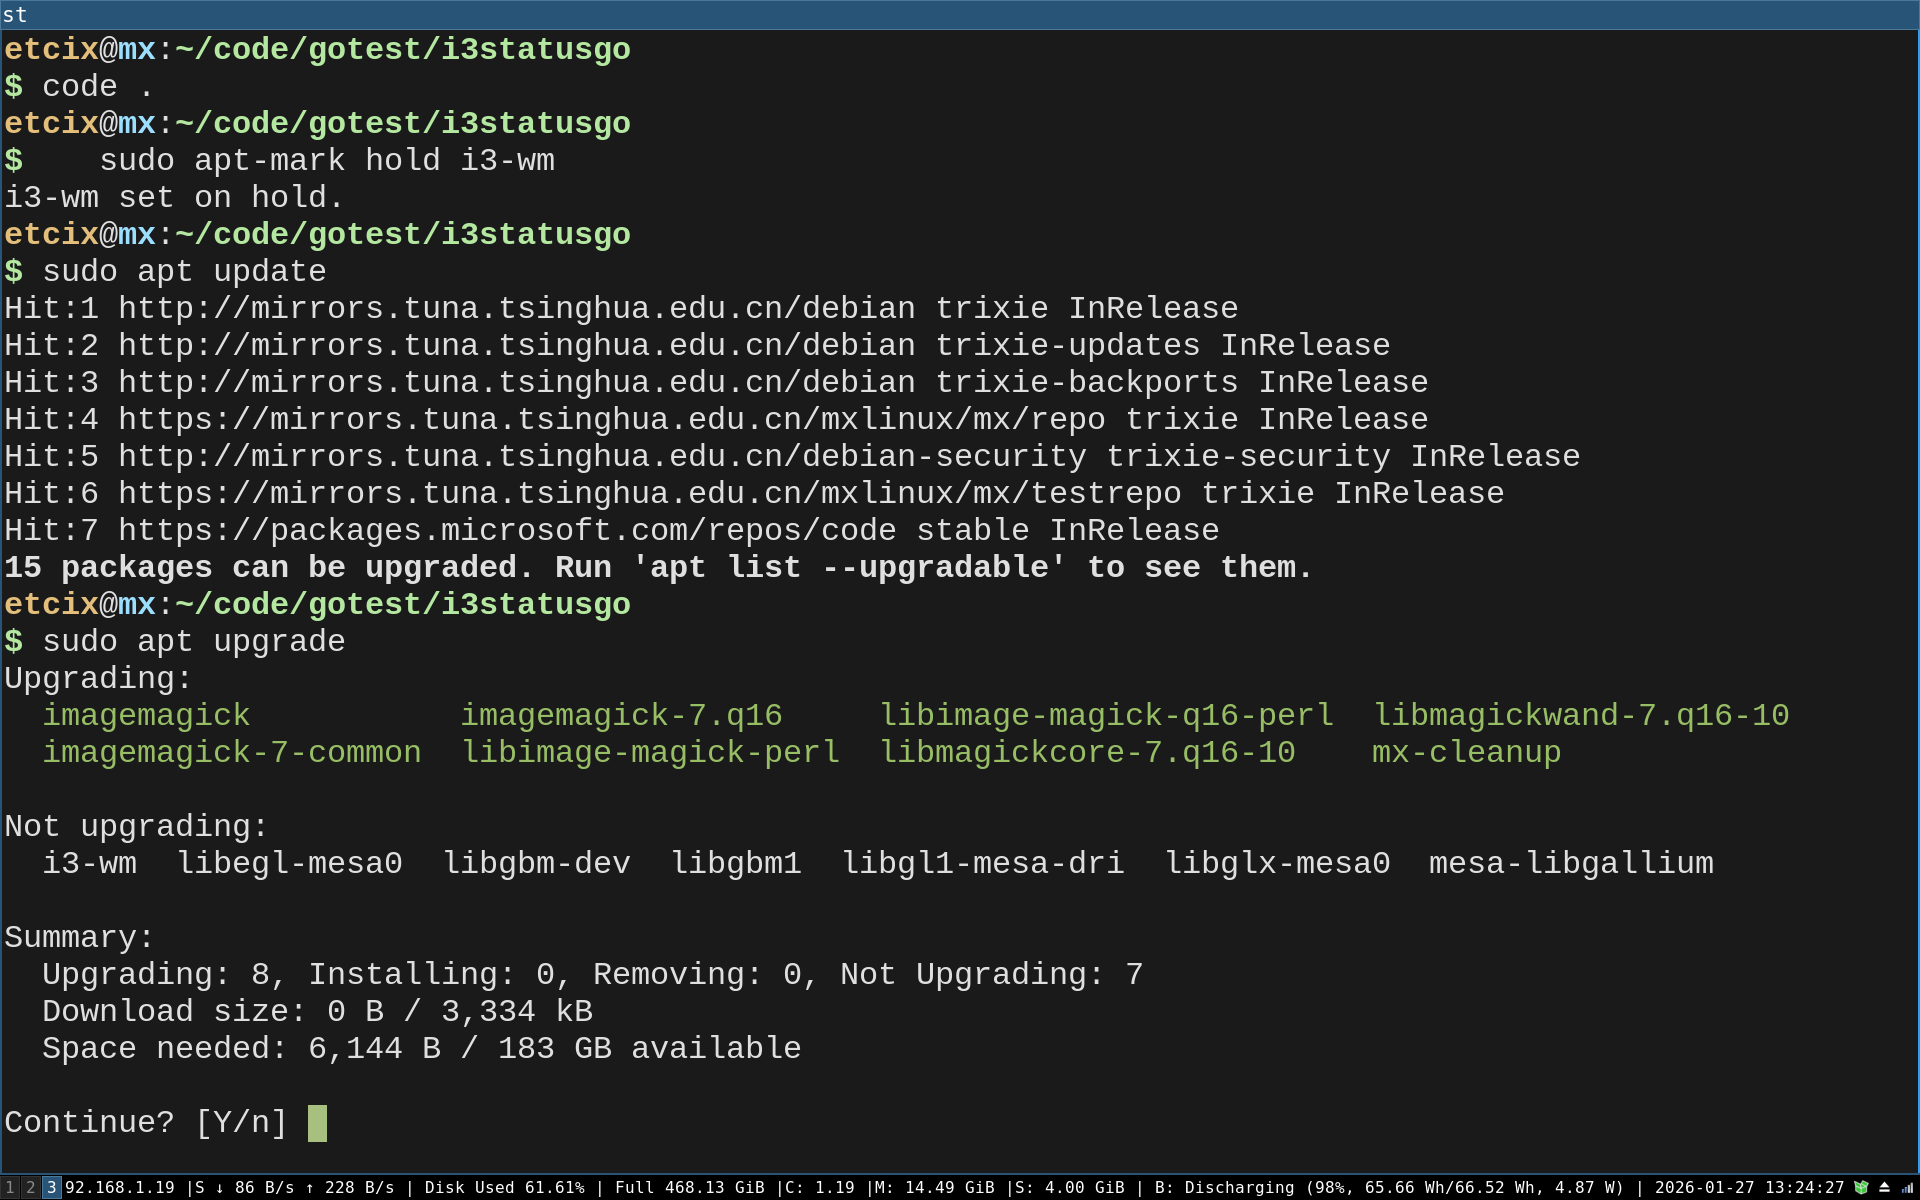 st
etcix@mx:~/code/gotest/i3statusgo
$ code .
etcix@mx:~/code/gotest/i3statusgo
$    sudo apt-mark hold i3-wm
i3-wm set on hold.
etcix@mx:~/code/gotest/i3statusgo
$ sudo apt update
Hit:1 http://mirrors.tuna.tsinghua.edu.cn/debian trixie InRelease
Hit:2 http://mirrors.tuna.tsinghua.edu.cn/debian trixie-updates InRelease
Hit:3 http://mirrors.tuna.tsinghua.edu.cn/debian trixie-backports InRelease
Hit:4 https://mirrors.tuna.tsinghua.edu.cn/mxlinux/mx/repo trixie InRelease
Hit:5 http://mirrors.tuna.tsinghua.edu.cn/debian-security trixie-security InRelease
Hit:6 https://mirrors.tuna.tsinghua.edu.cn/mxlinux/mx/testrepo trixie InRelease
Hit:7 https://packages.microsoft.com/repos/code stable InRelease
15 packages can be upgraded. Run 'apt list --upgradable' to see them.
etcix@mx:~/code/gotest/i3statusgo
$ sudo apt upgrade
Upgrading:
  imagemagick           imagemagick-7.q16     libimage-magick-q16-perl  libmagickwand-7.q16-10
  imagemagick-7-common  libimage-magick-perl  libmagickcore-7.q16-10    mx-cleanup

Not upgrading:
  i3-wm  libegl-mesa0  libgbm-dev  libgbm1  libgl1-mesa-dri  libglx-mesa0  mesa-libgallium

Summary:
  Upgrading: 8, Installing: 0, Removing: 0, Not Upgrading: 7
  Download size: 0 B / 3,334 kB
  Space needed: 6,144 B / 183 GB available

Continue? [Y/n]
1 2 3 92.168.1.19 |S ↓ 86 B/s ↑ 228 B/s | Disk Used 61.61% | Full 468.13 GiB |C: 1.19 |M: 14.49 GiB |S: 4.00 GiB | B: Discharging (98%, 65.66 Wh/66.52 Wh, 4.87 W) | 2026-01-27 13:24:27